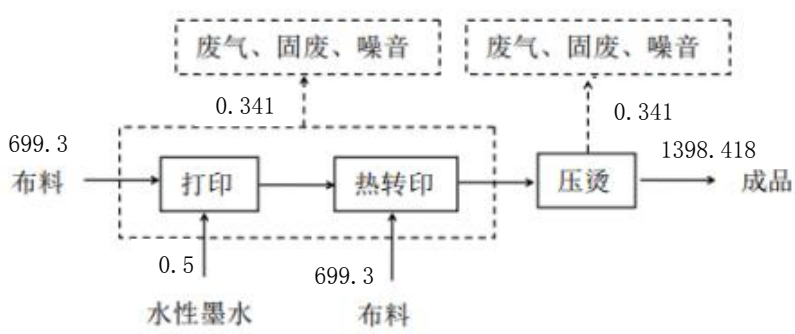 废气、固废、噪音
废气、固废、噪音
0.341
0.341
699.3
1398.418
布料
打印
热转印
压烫
成品
0.5
699.3
水性墨水
布料